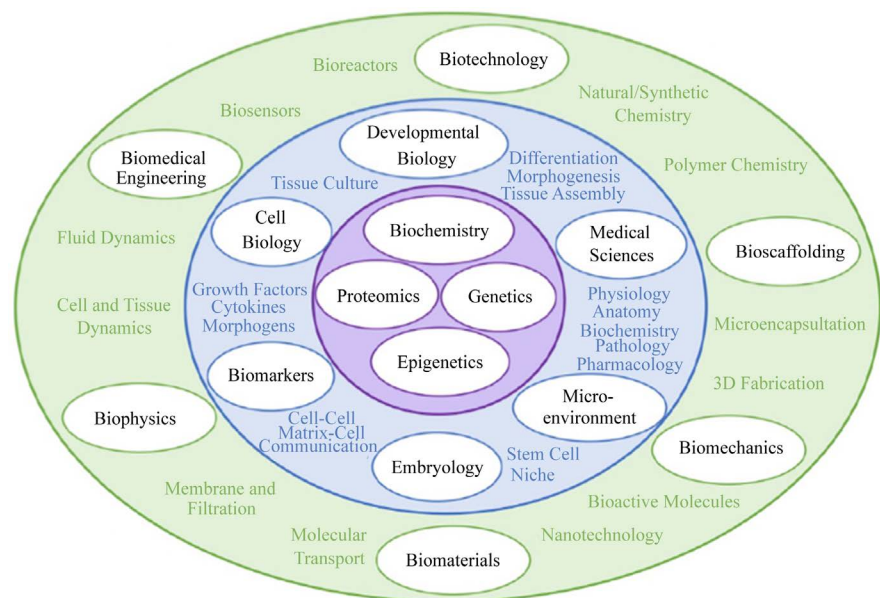 Bioreactors
Biotechnology
Natural/Synthetic
Chemistry
Biosensors
Developmental
Biology
Biomedical
Engineering
Differentiation
Morphogenesis
Tissue Assembly
Polymer Chemistry
Tissue Culture
Cell
Biology
Biochemistry
Medical
Sciences
Bioscaffolding
Fluid Dynamics
Growth Factors
Cytokines
Morphogens
Proteomics
Genetics
Physiology
Anatomy
Biochemistry
Pathology
Pharmacology
Cell and Tissue
Dynamics
Microencapsultation
Biomarkers
Epigenetics
3D Fabrication
Biophysics
Micro-
environment
Cell-Cell
Matrix-Cell
Communication
Embryology
Stem Cell
Niche
Biomechanics
Membrane and
Filtration
Bioactive Molecules
Molecular
Transport
Biomaterials
Nanotechnology